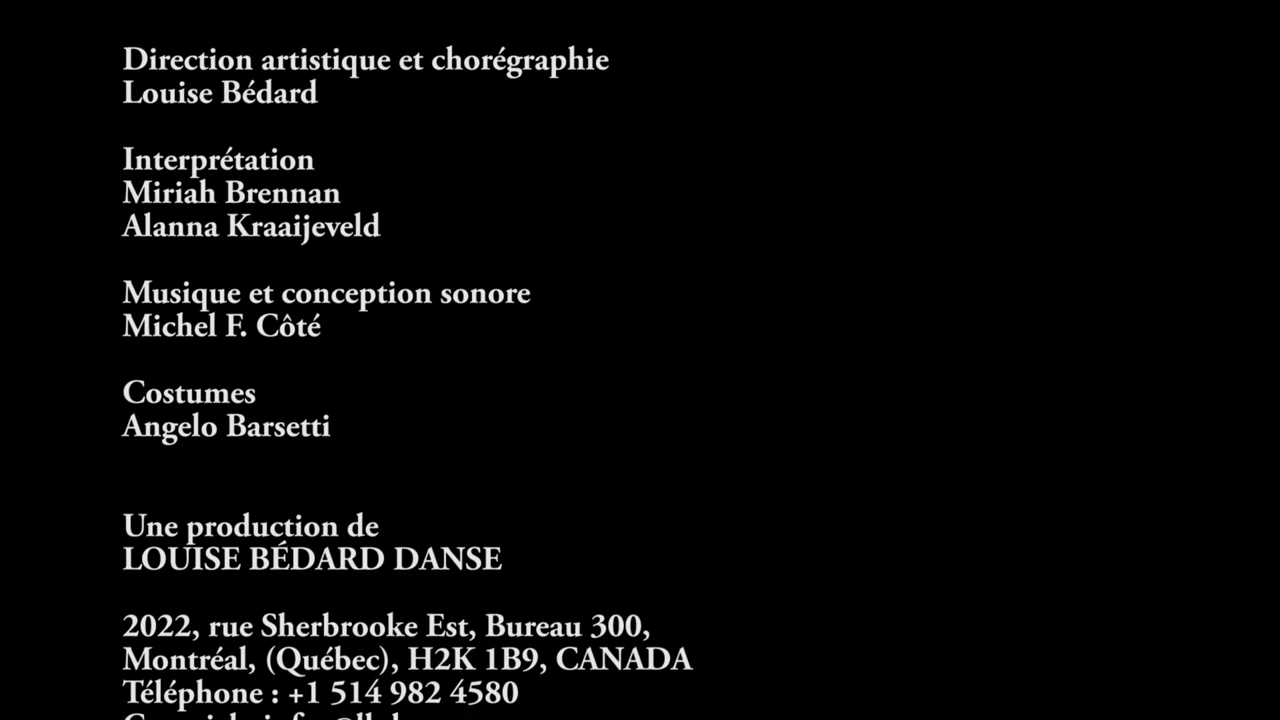 Direction artistique et chorégraphie
Louise Bédard
Interprétation
Miriah Brennan
Alanna Kraaijeveld
Musique et conception sonore
Michel F. Côté
Costumes
Angelo Barsetti
Une production de
LOUISE BÉDARD DANSE
2022, rue Sherbrooke Est, Bureau 300,
Montréal, (Québec), H2K 1B9, CANADA
Téléphone : +1 514 982 4580